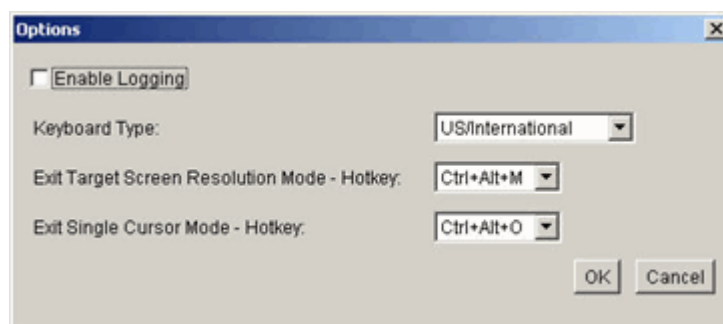 Options
Enable Logging
Keyboard Type: US/International
Exit Target Screen Resolution Mode - Hotkey: Ctrl+Alt+M
Exit Single Cursor Mode - Hotkey: Ctrl+Alt+O
OK Cancel